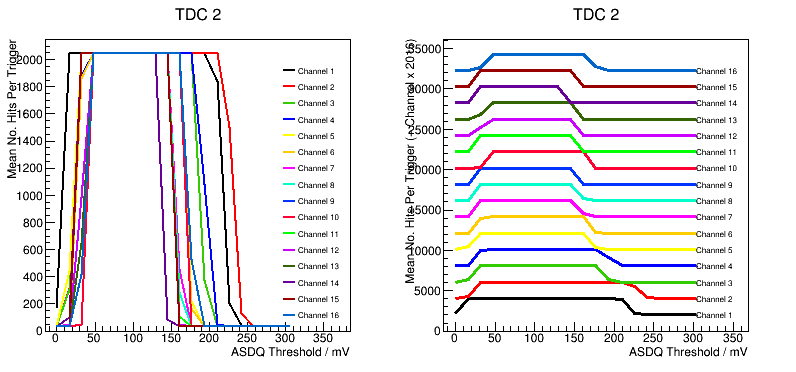 TDC 2
Mean No. Hits Per Trigger
2000
1800
1600
1400
1200
1000
800
600
400
200
0
0 50 100 150 200 250 300 350
ASDQ Threshold / mV
Channel 1
Channel 2
Channel 3
Channel 4
Channel 5
Channel 6
Channel 7
Channel 8
Channel 9
Channel 10
Channel 11
Channel 12
Channel 13
Channel 14
Channel 15
Channel 16
TDC 2
Mean No. Hits Per Trigger (+ Channel x
35000
30000
25000
20000
15000
10000
5000
0
0 50 100 150 200 250 300 350
ASDQ Threshold / mV
Channel 16
Channel 15
Channel 14
Channel 13
Channel 12
Channel 11
Channel 10
Channel 9
Channel 8
Channel 7
Channel 6
Channel 5
Channel 4
Channel 3
Channel 2
Channel 1